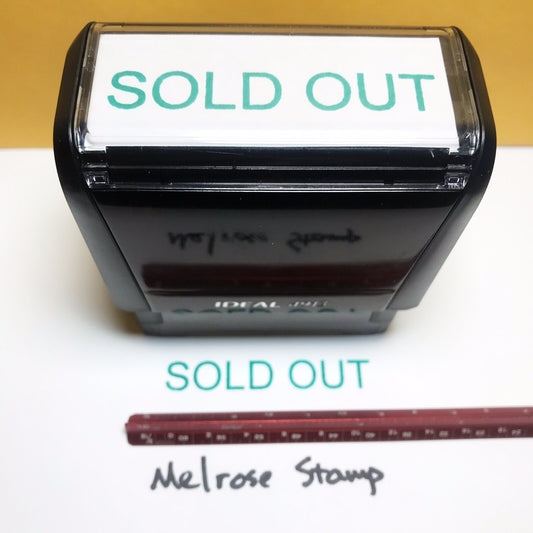 SOLD OUT
IDEAL
SOLD OUT
Melrose Stamp